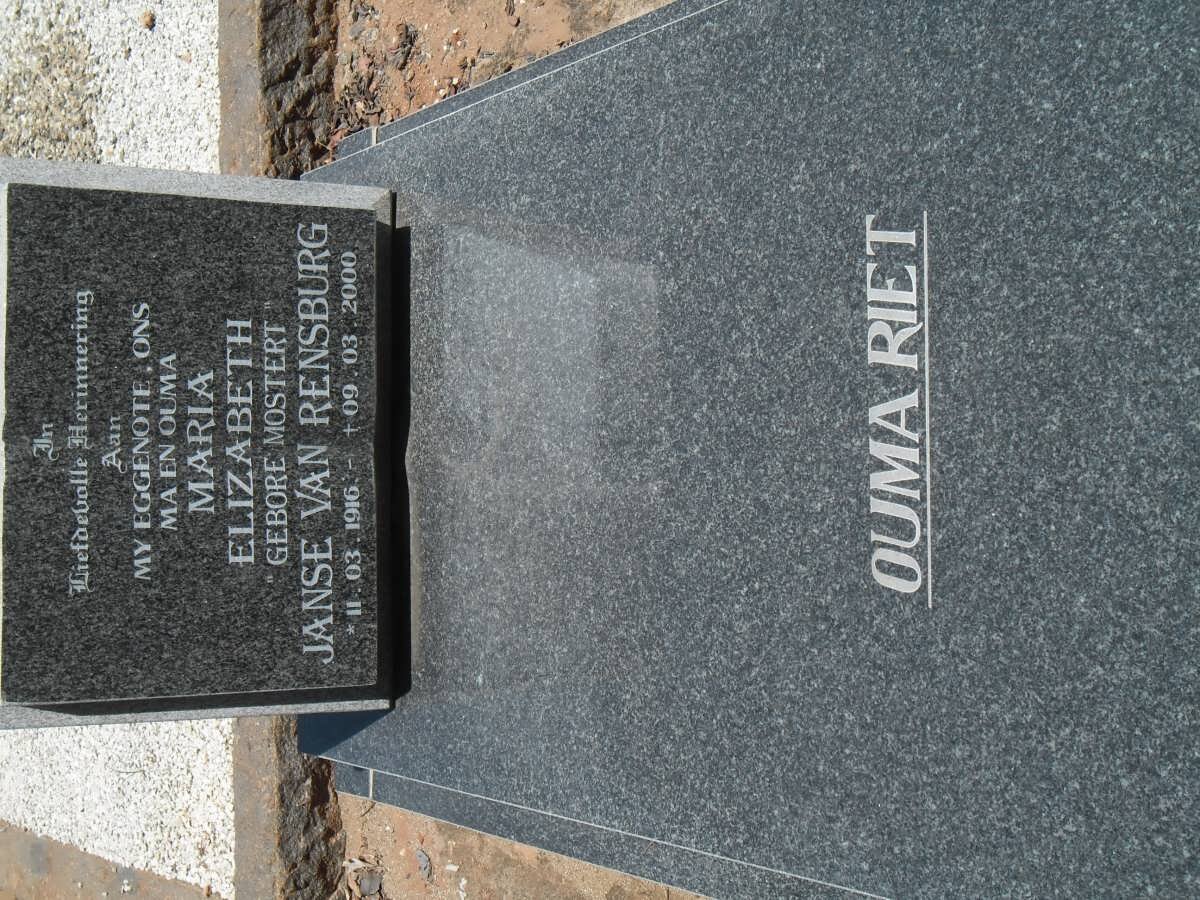 In
Liefdevolle Herinnering
Aan
MY EGGENOTE . ONS
MA EN OUMA
MARIA
ELIZABETH
"GEBORE MOSTERT"
JANSE VAN RENSBURG
* 11 . 03 . 1916 - - † 09 . 03 . 2000 .
OUMA RIET